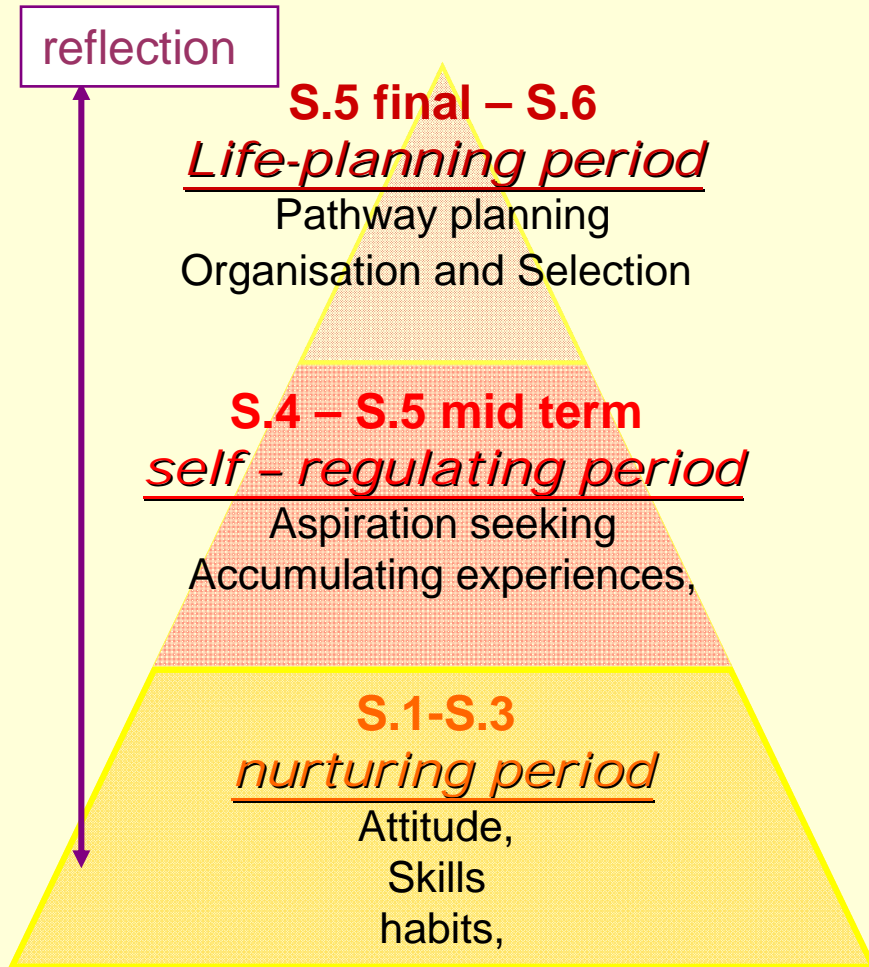 reflection
S.5 final – S.6
Life-planning period
Pathway planning
Organisation and Selection
S.4 – S.5 mid term
self – regulating period
Aspiration seeking
Accumulating experiences,
S.1-S.3
nurturing period
Attitude,
Skills
habits,